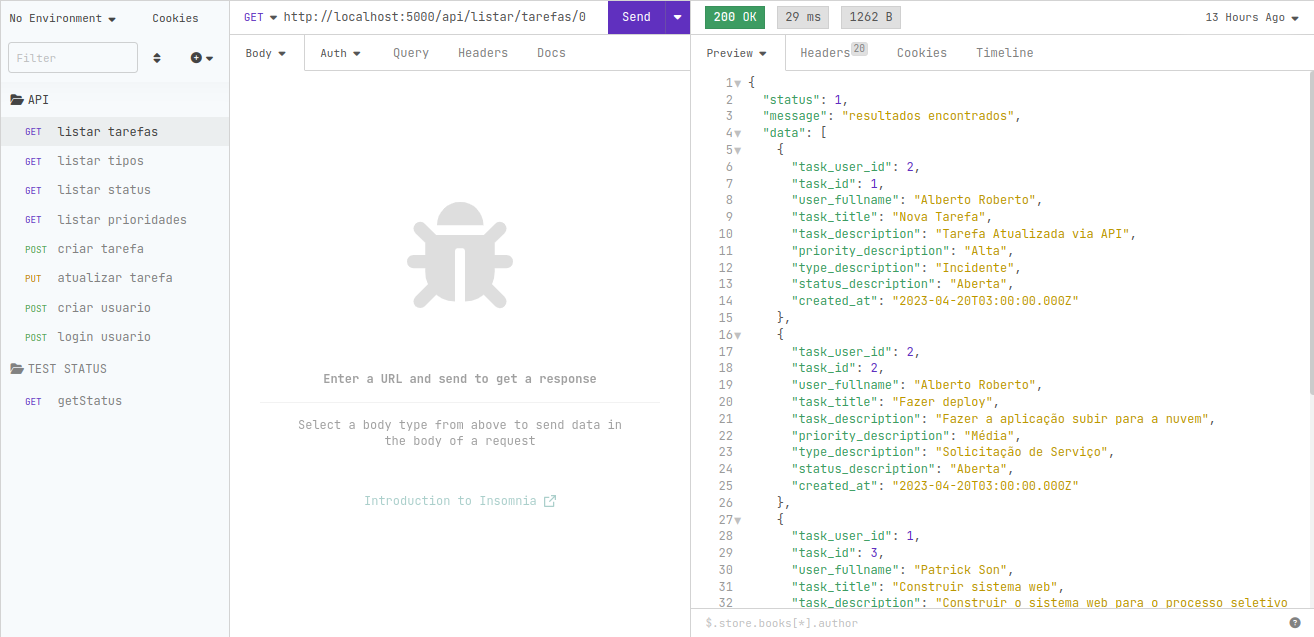 No Environment
Cookies
Filter
API
GET listar tarefas
GET listar tipos
GET listar status
GET listar prioridades
POST criar tarefa
PUT atualizar tarefa
POST criar usuario
POST login usuario
TEST STATUS
GET getStatus
GET http://localhost:5000/api/listar/tarefas/0 Send
Body Auth Query Headers Docs
Enter a URL and send to get a response
Select a body type from above to send data in
the body of a request
Introduction to Insomnia
200 OK 29 ms 1262 B 13 Hours Ago
Preview Headers 20 Cookies Timeline
1 {
2 "status": 1,
3 "message": "resultados encontrados",
4 "data": [
5 {
6 "task_user_id": 2,
7 "task_id": 1,
8 "user_fullname": "Alberto Roberto",
9 "task_title": "Nova Tarefa",
10 "task_description": "Tarefa Atualizada via API",
11 "priority_description": "Alta",
12 "type_description": "Incidente",
13 "status_description": "Aberta",
14 "created_at": "2023-04-20T03:00:00.000Z"
15 },
16 {
17 "task_user_id": 2,
18 "task_id": 2,
19 "user_fullname": "Alberto Roberto",
20 "task_title": "Fazer deploy",
21 "task_description": "Fazer a aplicação subir para a nuvem",
22 "priority_description": "Média",
23 "type_description": "Solicitação de Serviço",
24 "status_description": "Aberta",
25 "created_at": "2023-04-20T03:00:00.000Z"
26 },
27 {
28 "task_user_id": 1,
29 "task_id": 3,
30 "user_fullname": "Patrick Son",
31 "task_title": "Construir sistema web",
32 "task_description": "Construir o sistema web para o processo seletivo
$.store.books[*].author